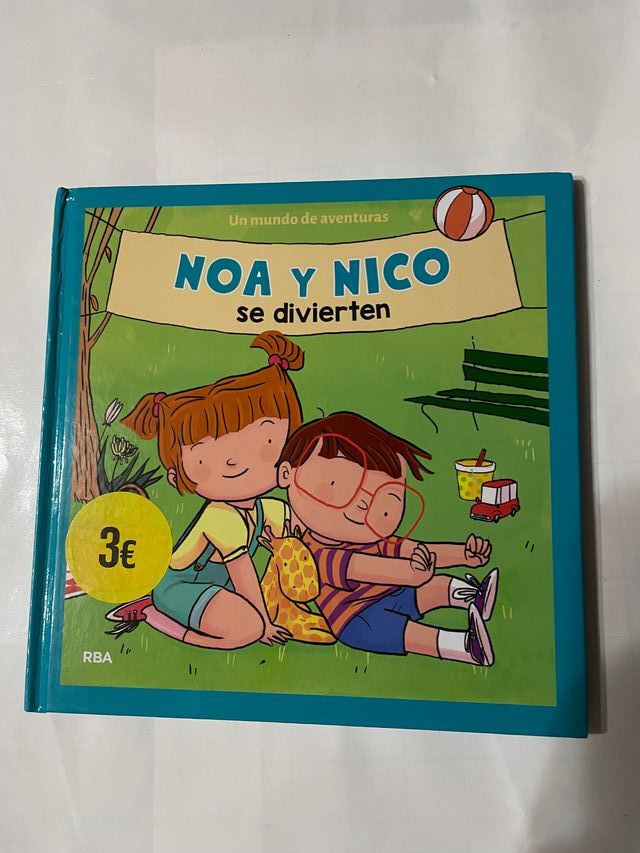 Un mundo de aventuras
NOA Y NICO
se divierten
3€
RBA